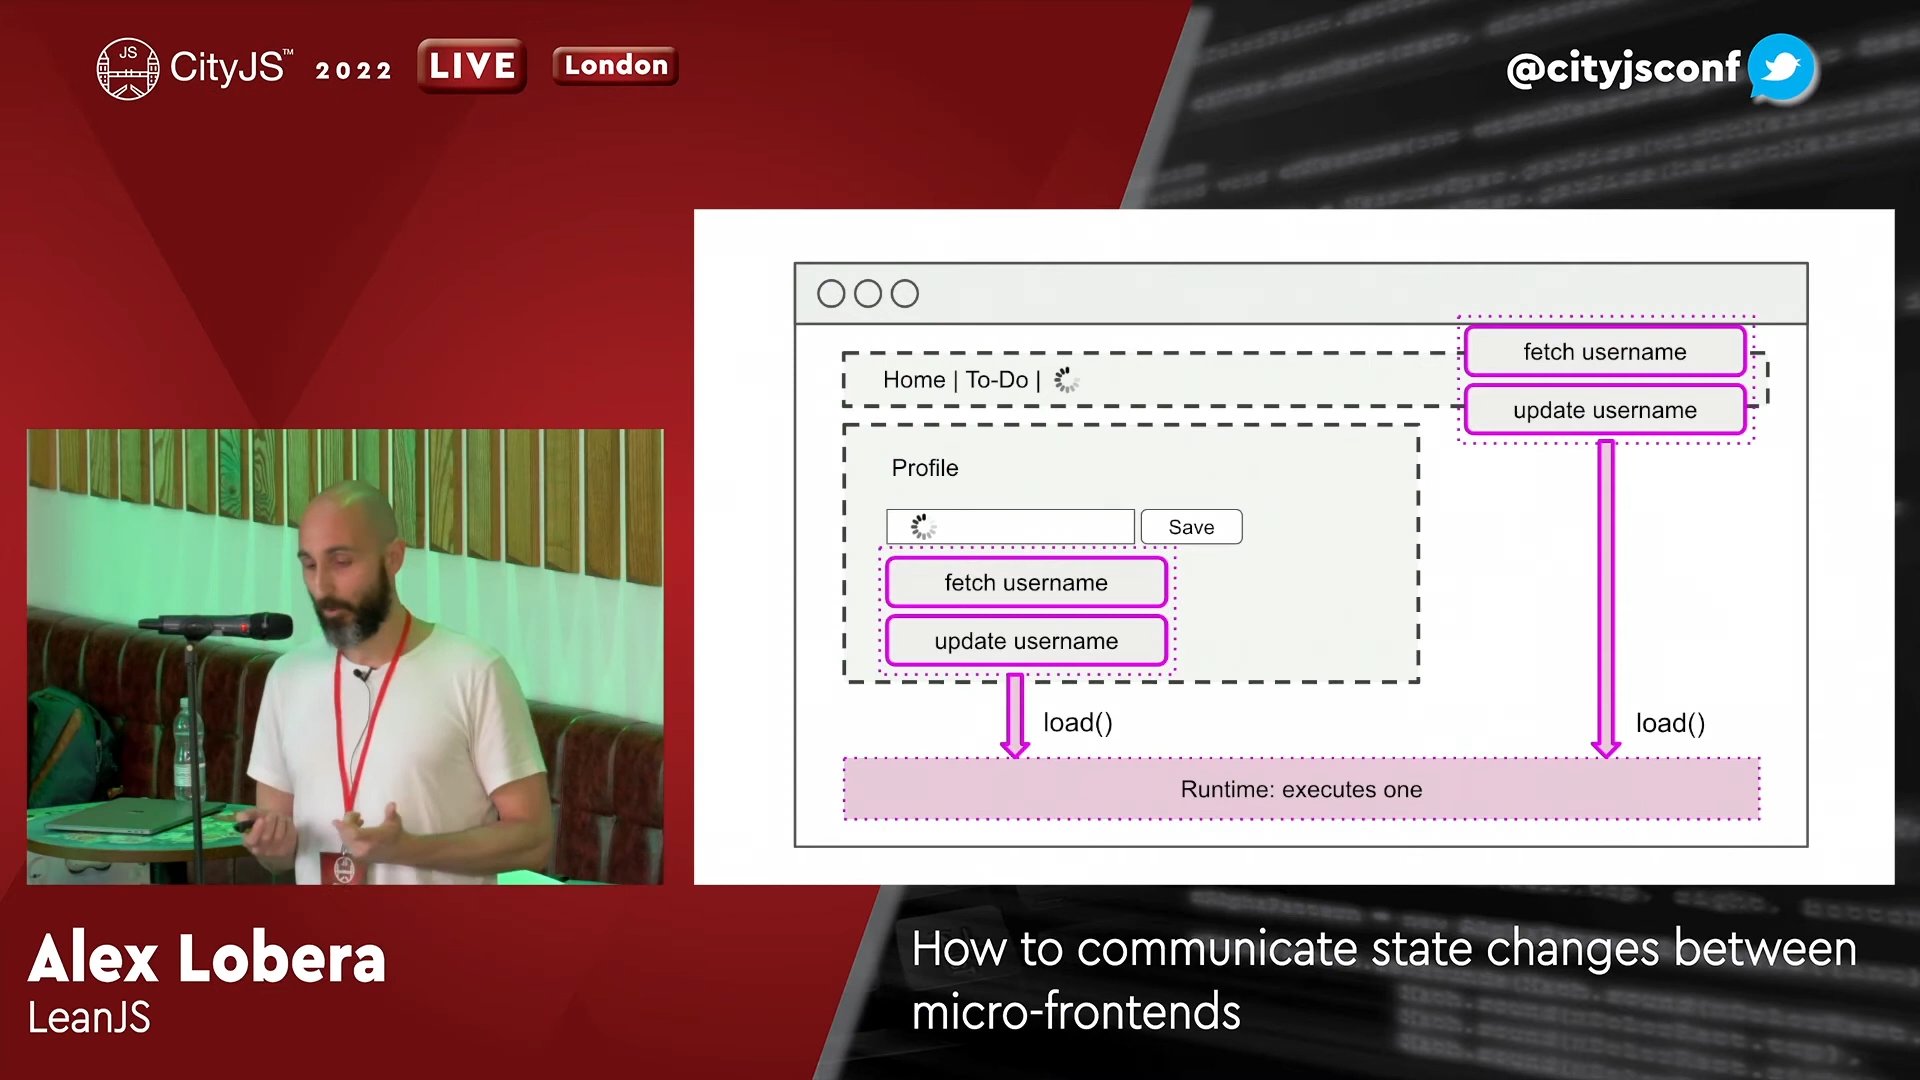 JS
CityJS™ 2022 LIVE London
@cityjsconf
fetch username
Home | To-Do |
update username
Profile
Save
fetch username
update username
load()
load()
Runtime: executes one
Alex Lobera
LeanJS
How to communicate state changes between
micro-frontends